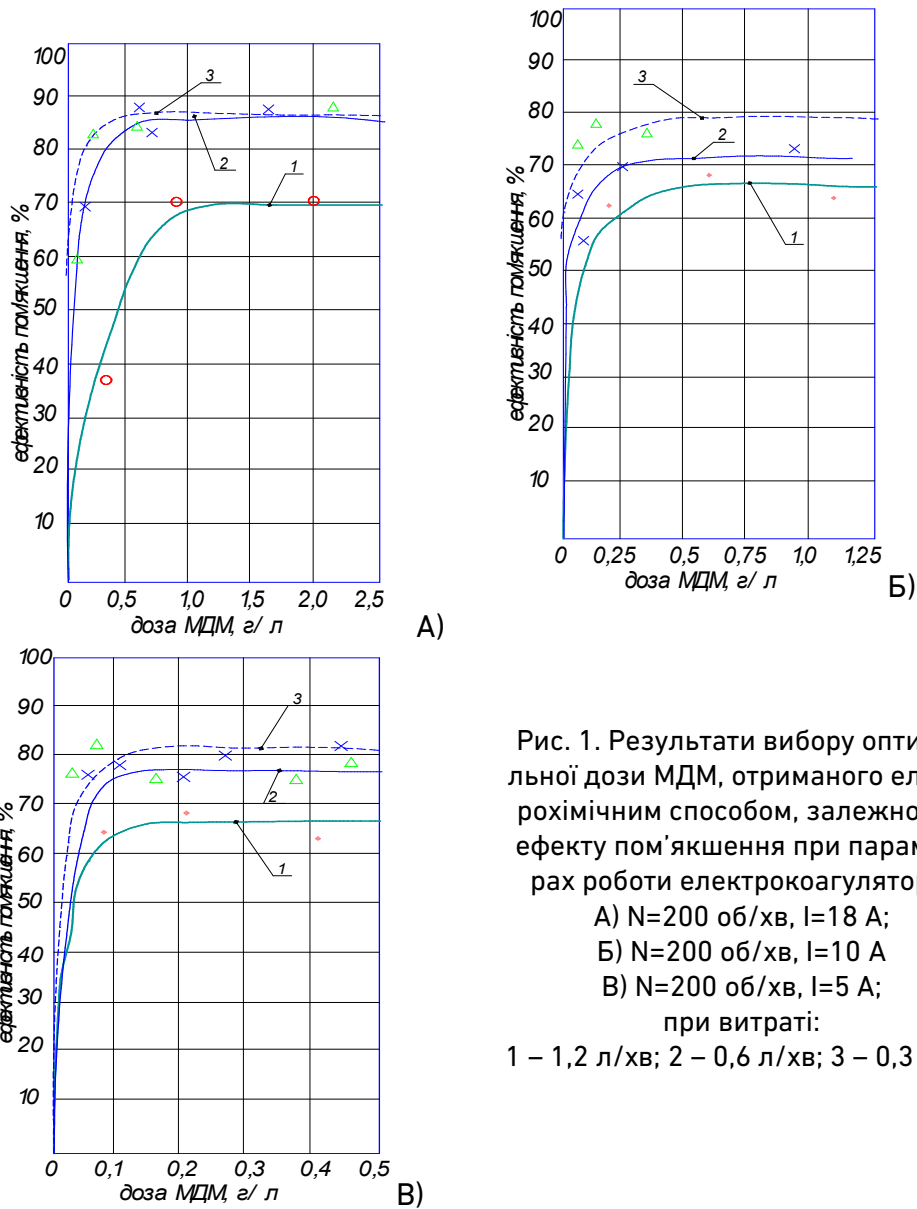 100
90
80
70
60
50
40
30
20
10
ефективність помякшення, %
3
2
1
0 0,5 1,0 1,5 2,0 2,5
доза МДМ, г/л
А)
100
90
80
70
60
50
40
30
20
10
ефективність помякшення, %
3
2
1
0 0,25 0,5 0,75 1,0 1,25
доза МДМ, г/л
Б)
100
90
80
70
60
50
40
30
20
10
ефективність помякшення, %
3
2
1
0 0,1 0,2 0,3 0,4 0,5
доза МДМ, г/л
В)
Рис. 1. Результати вибору опти
льної дози МДМ, отриманого ел
рохімічним способом, залежно
ефекту пом’якшення при парам
рах роботи електрокоагулятор
А) N=200 об/хв, I=18 А;
Б) N=200 об/хв, I=10 А
В) N=200 об/хв, I=5 А;
при витраті:
1 – 1,2 л/хв; 2 – 0,6 л/хв; 3 – 0,3